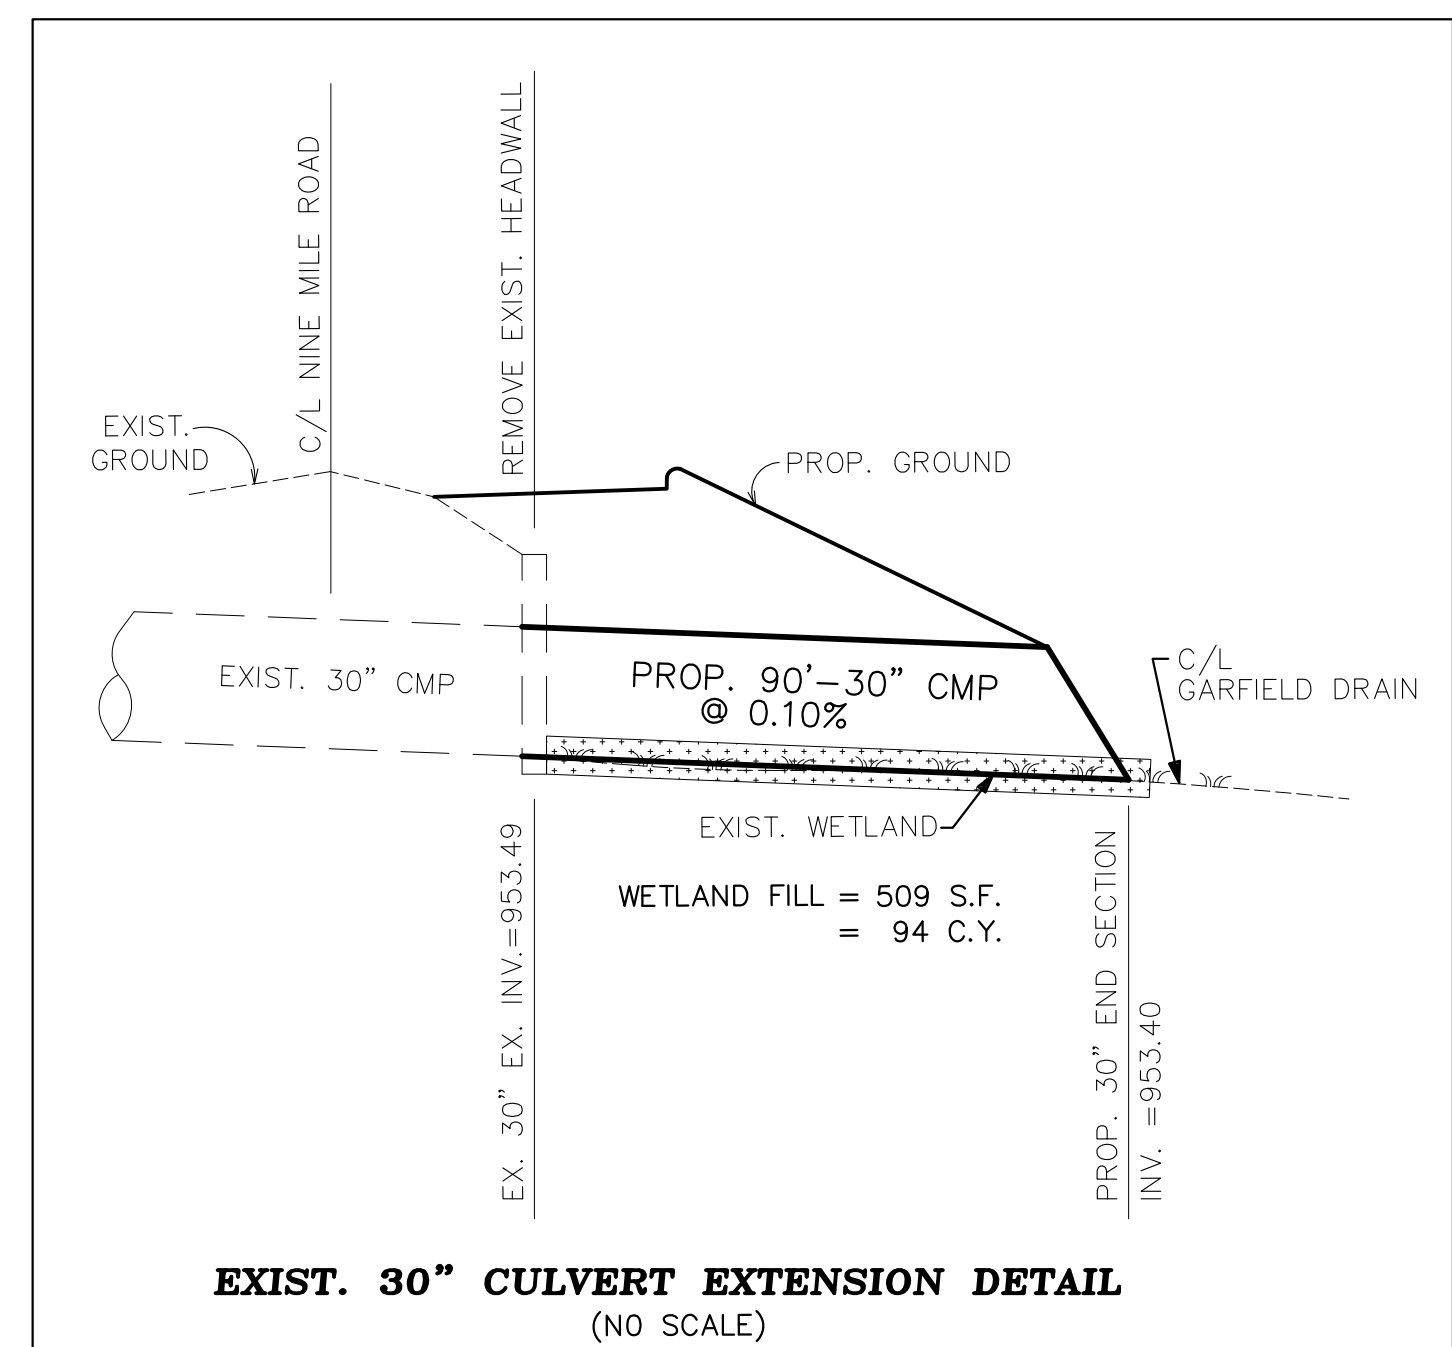 C/L NINE MILE ROAD
REMOVE EXIST. HEADWALL
EXIST.
GROUND
PROP. GROUND
EXIST. 30” CMP
PROP. 90’–30” CMP
@ 0.10%
C/L
GARFIELD DRAIN
EXIST. WETLAND
WETLAND FILL = 509 S.F.
= 94 C.Y.
EX. 30” EX. INV.=953.49
PROP. 30” END SECTION
INV. =953.40
EXIST. 30” CULVERT EXTENSION DETAIL
(NO SCALE)